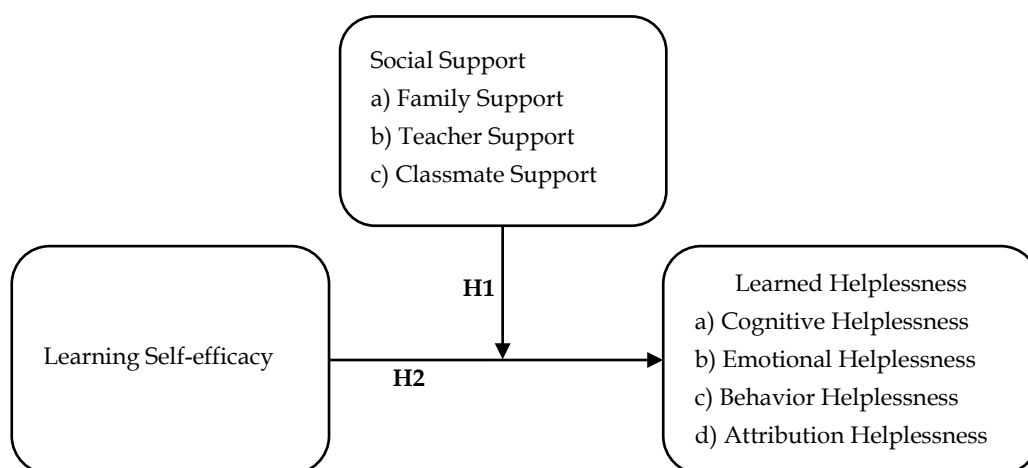 Social Support
a) Family Support
b) Teacher Support
c) Classmate Support
H1
Learning Self-efficacy
H2
Learned Helplessness
a) Cognitive Helplessness
b) Emotional Helplessness
c) Behavior Helplessness
d) Attribution Helplessness